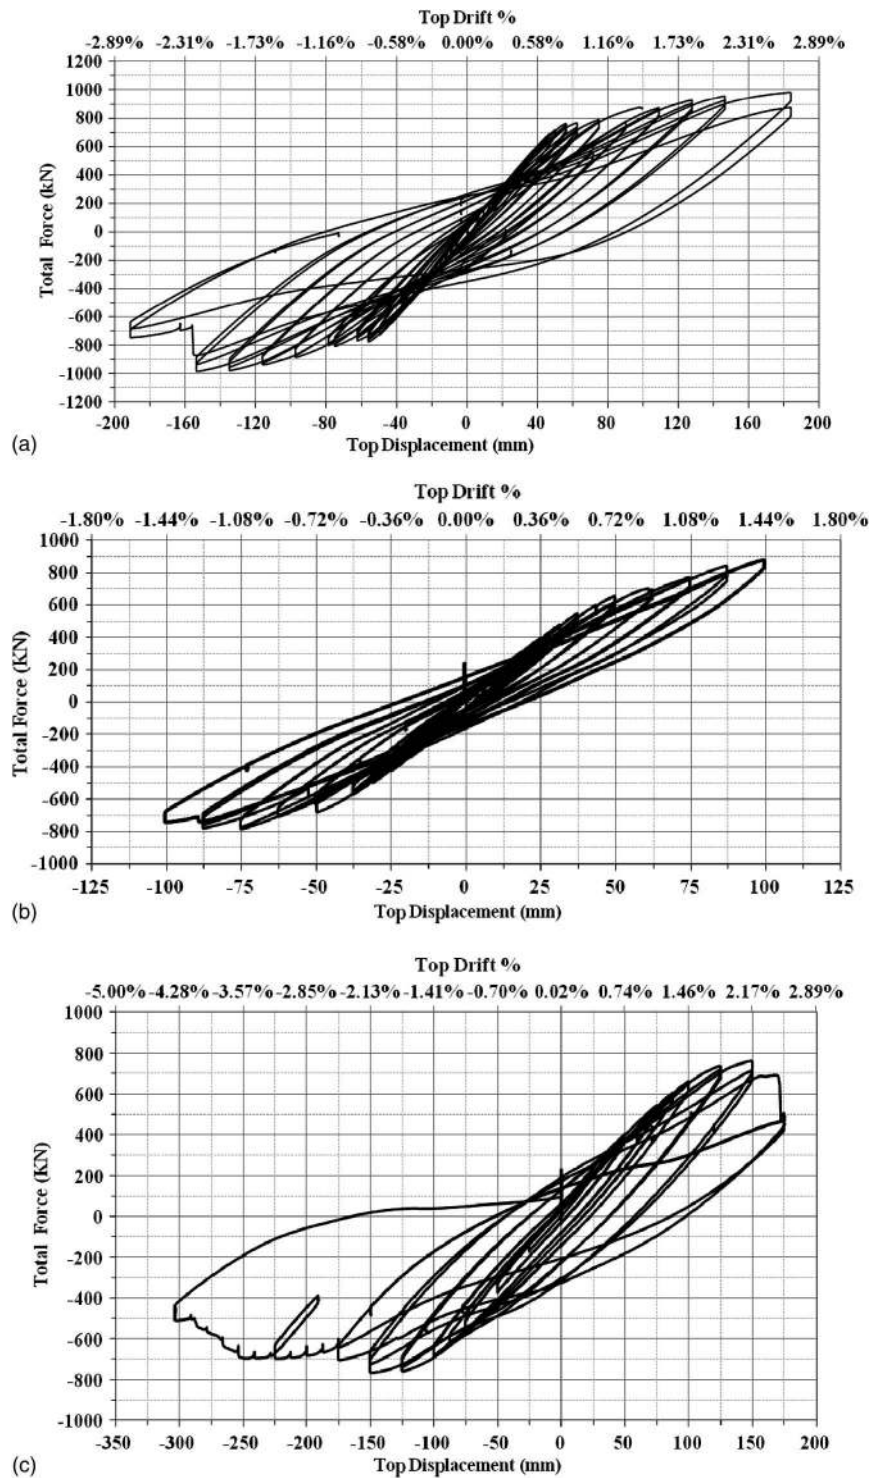 Top Drift %
-2.89% -2.31% -1.73% -1.16% -0.58% 0.00% 0.58% 1.16% 1.73% 2.31% 2.89%
1200
1000
800
600
400
200
0
-200
-400
-600
-800
-1000
-1200
Total Force (kN)
-200 -160 -120 -80 -40 0 40 80 120 160 200
(a) Top Displacement (mm)
Top Drift %
-1.80% -1.44% -1.08% -0.72% -0.36% 0.00% 0.36% 0.72% 1.08% 1.44% 1.80%
1000
800
600
400
200
0
-200
-400
-600
-800
-1000
Total Force (KN)
-125 -100 -75 -50 -25 0 25 50 75 100 125
(b) Top Displacement (mm)
Top Drift %
-5.00% -4.28% -3.57% -2.85% -2.13% -1.41% -0.70% 0.02% 0.74% 1.46% 2.17% 2.89%
1000
800
600
400
200
0
-200
-400
-600
-800
-1000
Total Force (KN)
-350 -300 -250 -200 -150 -100 -50 0 50 100 150 200
(c) Top Displacement (mm)